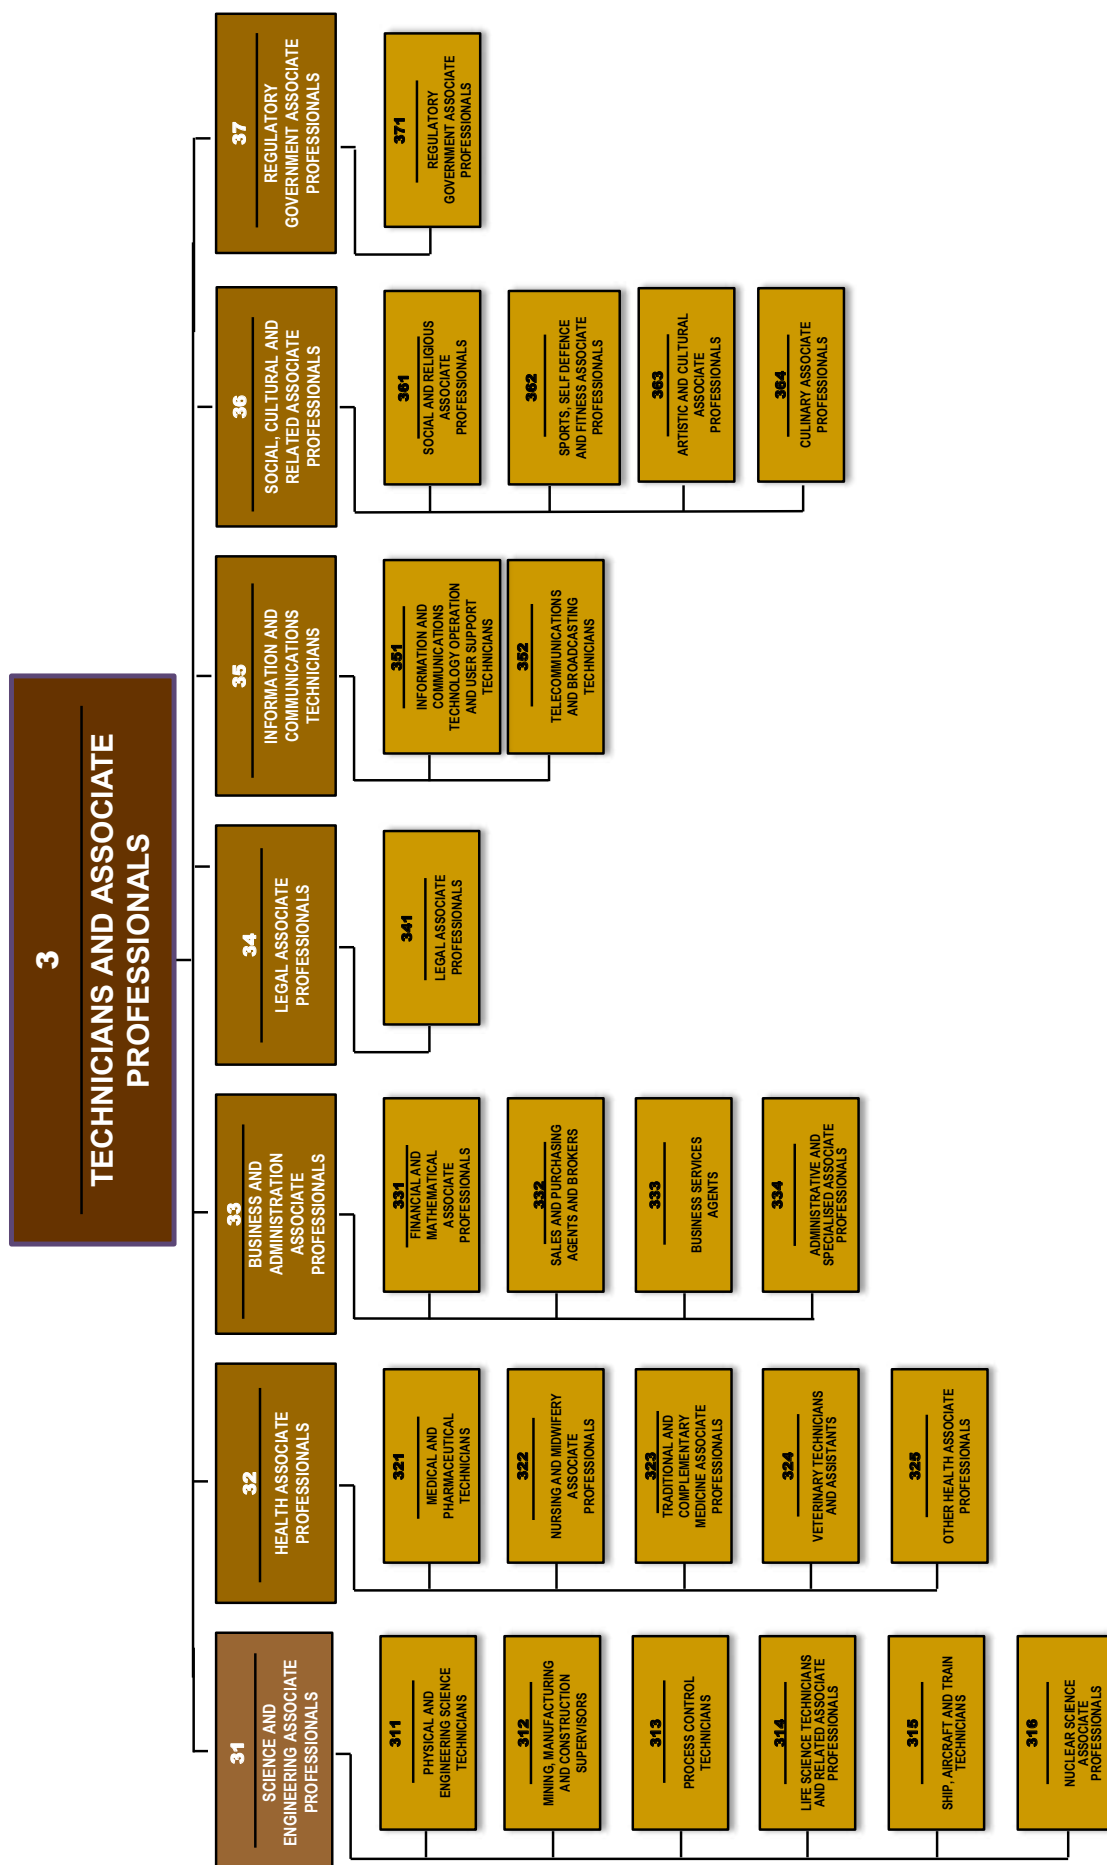 3
TECHNICIANS AND ASSOCIATE
PROFESSIONALS
31
SCIENCE AND
ENGINEERING ASSOCIATE
PROFESSIONALS
311
PHYSICAL AND
ENGINEERING SCIENCE
TECHNICIANS
312
MINING, MANUFACTURING
AND CONSTRUCTION
SUPERVISORS
313
PROCESS CONTROL
TECHNICIANS
314
LIFE SCIENCE TECHNICIANS
AND RELATED ASSOCIATE
PROFESSIONALS
315
SHIP, AIRCRAFT AND TRAIN
TECHNICIANS
316
NUCLEAR SCIENCE
ASSOCIATE
PROFESSIONALS
32
HEALTH ASSOCIATE
PROFESSIONALS
321
MEDICAL AND
PHARMACEUTICAL
TECHNICIANS
322
NURSING AND MIDWIFERY
ASSOCIATE
PROFESSIONALS
323
TRADITIONAL AND
COMPLEMENTARY
MEDICINE ASSOCIATE
PROFESSIONALS
324
VETERINARY TECHNICIANS
AND ASSISTANTS
325
OTHER HEALTH ASSOCIATE
PROFESSIONALS
33
BUSINESS AND
ADMINISTRATION
ASSOCIATE
PROFESSIONALS
331
FINANCIAL AND
MATHEMATICAL
ASSOCIATE
PROFESSIONALS
332
SALES AND PURCHASING
AGENTS AND BROKERS
333
BUSINESS SERVICES
AGENTS
334
ADMINISTRATIVE AND
SPECIALISED ASSOCIATE
PROFESSIONALS
34
LEGAL ASSOCIATE
PROFESSIONALS
341
LEGAL ASSOCIATE
PROFESSIONALS
35
INFORMATION AND
COMMUNICATIONS
TECHNICIANS
351
INFORMATION AND
COMMUNICATIONS
TECHNOLOGY OPERATION
AND USER SUPPORT
TECHNICIANS
352
TELECOMMUNICATIONS
AND BROADCASTING
TECHNICIANS
36
SOCIAL, CULTURAL AND
RELATED ASSOCIATE
PROFESSIONALS
361
SOCIAL AND RELIGIOUS
ASSOCIATE
PROFESSIONALS
362
SPORTS, SELF DEFENCE
AND FITNESS ASSOCIATE
PROFESSIONALS
363
ARTISTIC AND CULTURAL
ASSOCIATE
PROFESSIONALS
364
CULINARY ASSOCIATE
PROFESSIONALS
37
REGULATORY
GOVERNMENT ASSOCIATE
PROFESSIONALS
371
REGULATORY
GOVERNMENT ASSOCIATE
PROFESSIONALS